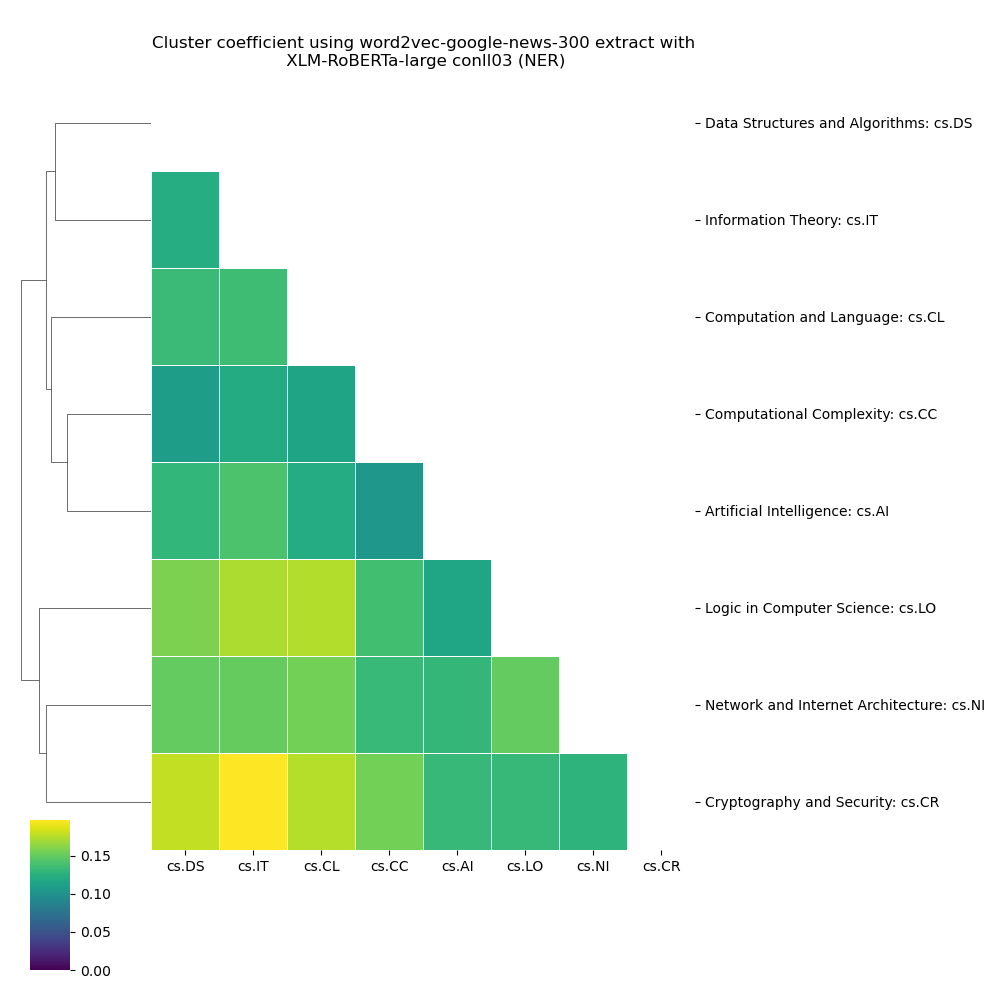 Cluster coefficient using word2vec-google-news-300 extract with
XLM-RoBERTa-large conll03 (NER)
Data Structures and Algorithms: cs.DS
Information Theory: cs.IT
Computation and Language: cs.CL
Computational Complexity: cs.CC
Artificial Intelligence: cs.AI
Logic in Computer Science: cs.LO
Network and Internet Architecture: cs.NI
Cryptography and Security: cs.CR
cs.DS cs.IT cs.CL cs.CC cs.AI cs.LO cs.NI cs.CR
0.15
0.10
0.05
0.00